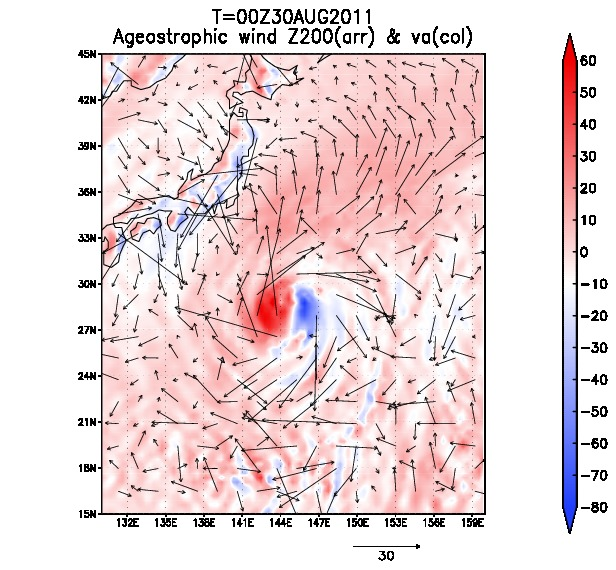 T=00Z30AUG2011
Ageostrophic wind Z200(arr) & va(col)
45N
42N
39N
36N
33N
30N
27N
24N
21N
18N
15N
132E 135E 138E 141E 144E 147E 150E 153E 156E 159E
30
60
50
40
30
20
10
0
-10
-20
-30
-40
-50
-60
-70
-80